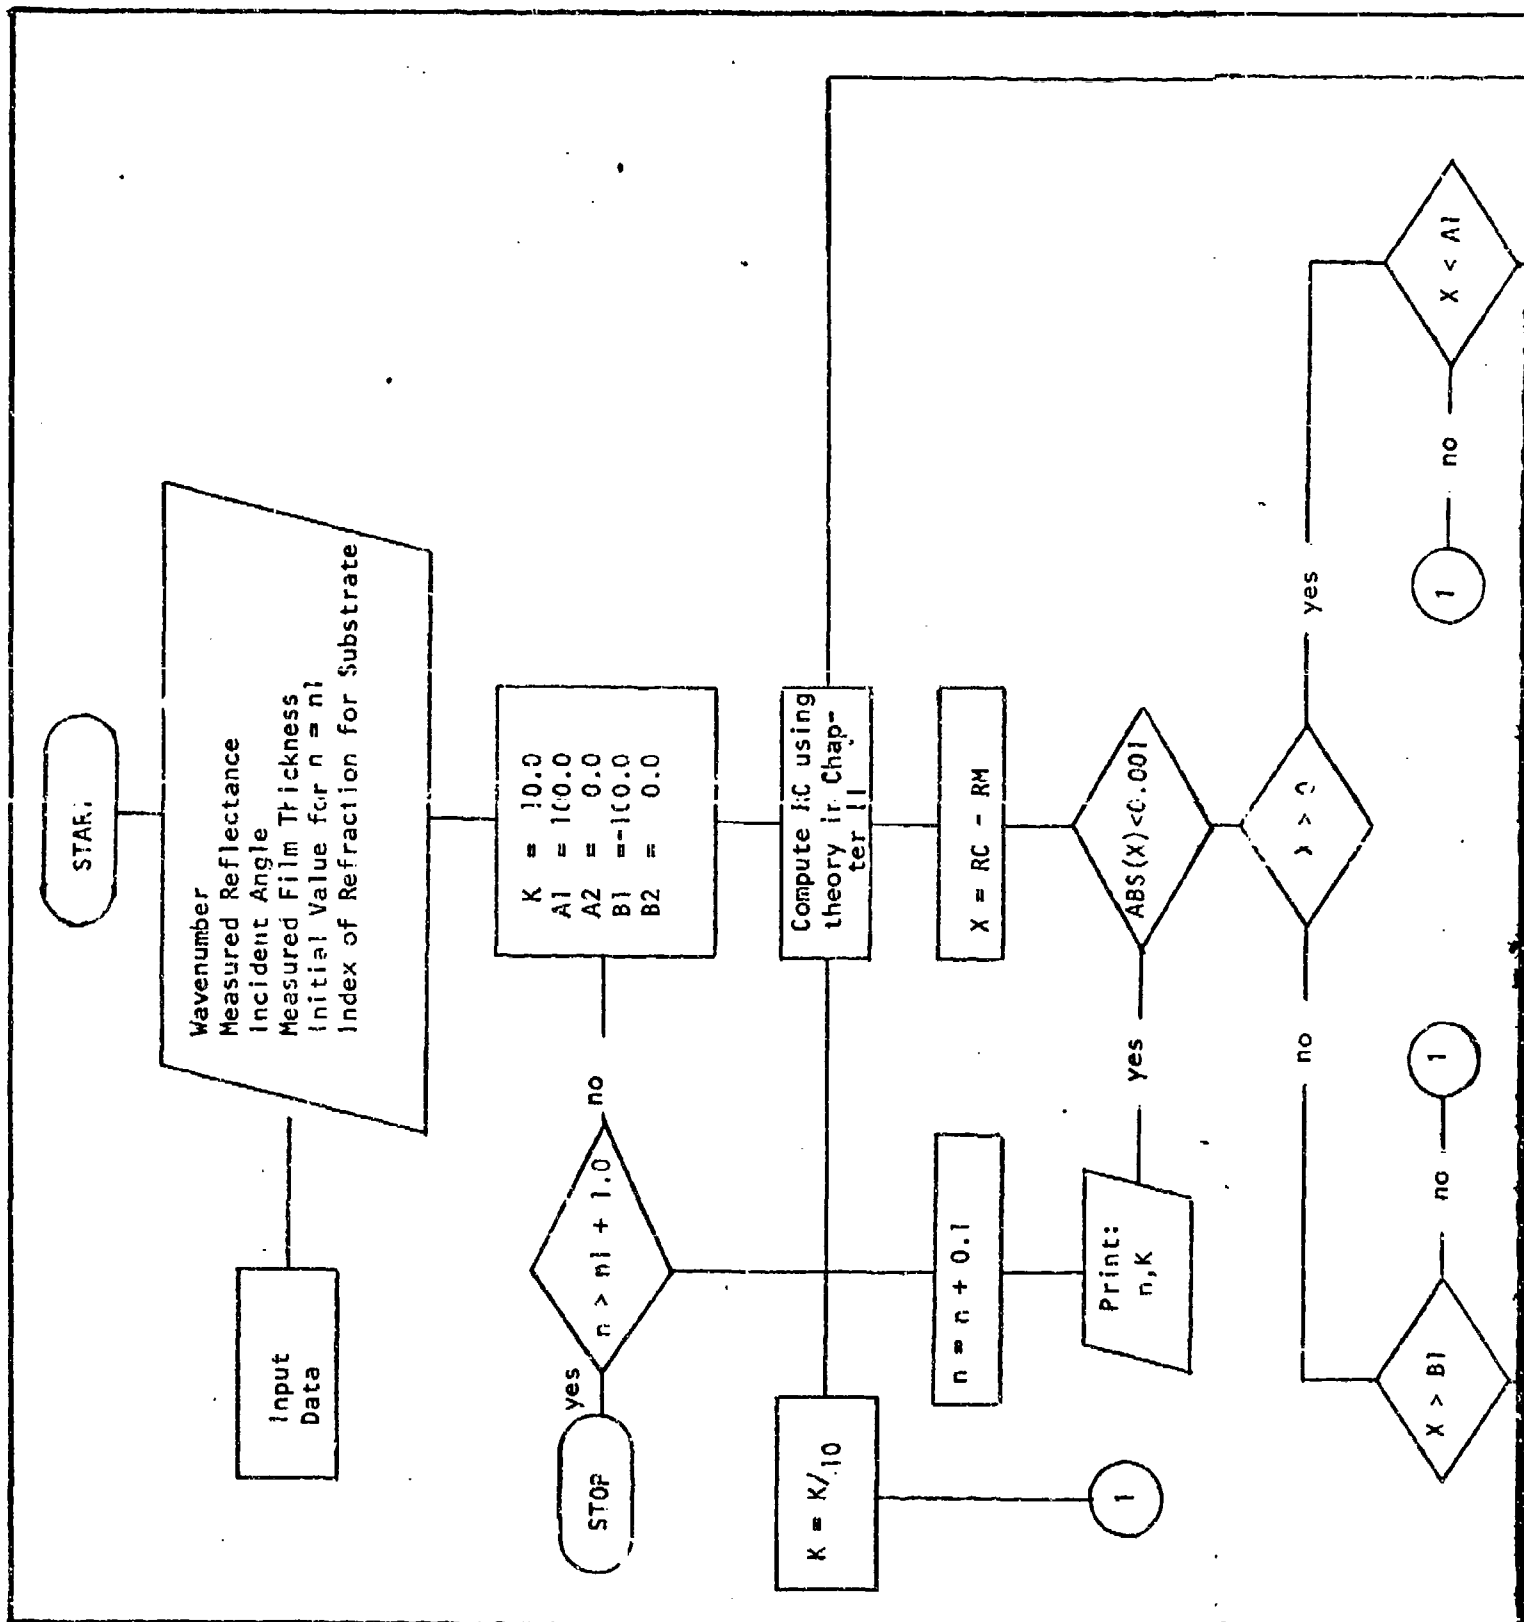 START
Input
Data
Wavenumber
Measured Reflectance
Incident Angle
Measured Film Thickness
Initial Value for n = n1
Index of Refraction for Substrate
STOP
yes
n > n1 + 1.0
no
K = 10.0
A1 = 100.0
A2 = 0.0
B1 =-100.0
B2 = 0.0
K = K/10
Compute RC using
theory in Chap-
ter II
1
n = n + 0.1
X = RC - RM
Print:
n,K
yes
ABS(X)<0.001
no
X > 0
yes
X > B1
no
1
1
no
X < A1